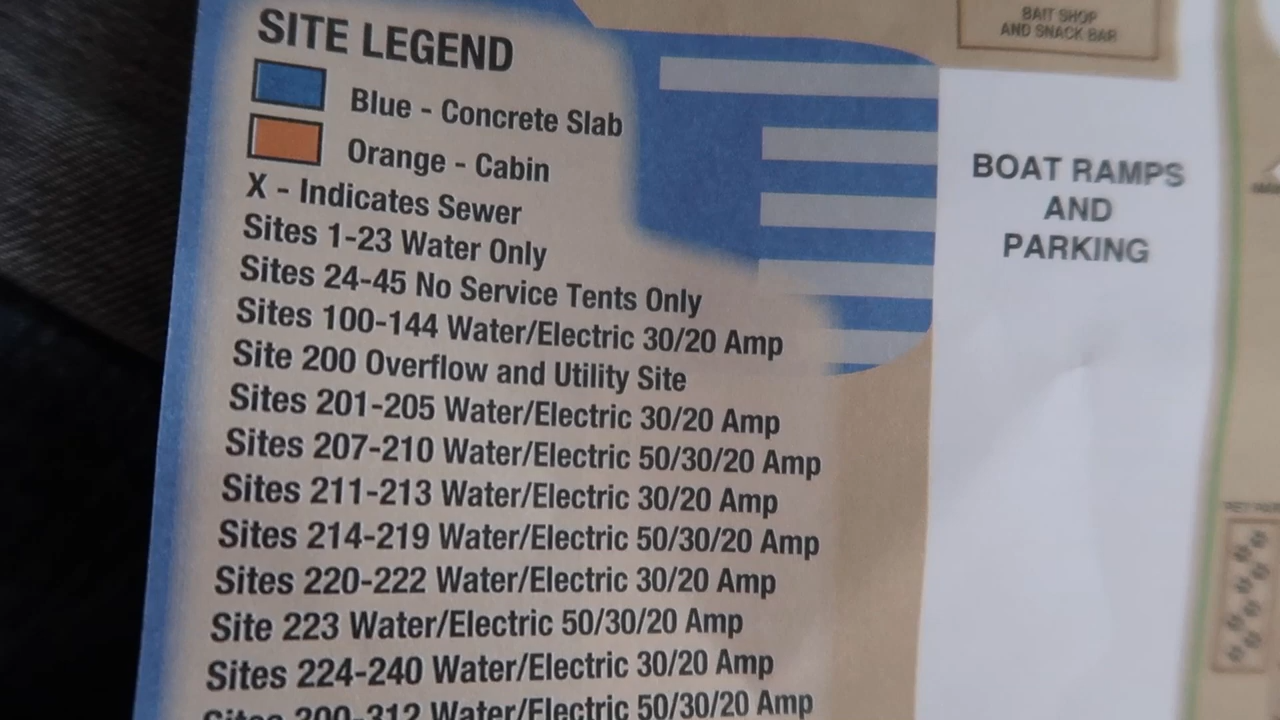 SITE LEGEND
Blue - Concrete Slab
Orange - Cabin
X - Indicates Sewer
Sites 1-23 Water Only
Sites 24-45 No Service Tents Only
Sites 100-144 Water/Electric 30/20 Amp
Site 200 Overflow and Utility Site
Sites 201-205 Water/Electric 30/20 Amp
Sites 207-210 Water/Electric 50/30/20 Amp
Sites 211-213 Water/Electric 30/20 Amp
Sites 214-219 Water/Electric 50/30/20 Amp
Sites 220-222 Water/Electric 30/20 Amp
Site 223 Water/Electric 50/30/20 Amp
Sites 224-240 Water/Electric 30/20 Amp
Sites 300-312 Water/Electric 50/30/20 Amp
BAIT SHOP
AND SNACK BAR
BOAT RAMPS
AND
PARKING